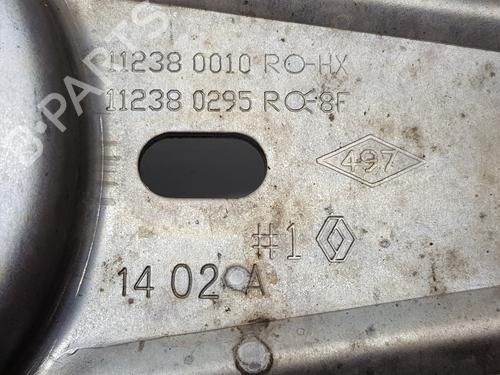 11238 0010 RO-HX
11238 0295 RO-8F
497
#1
14 02 A
B-PARTS